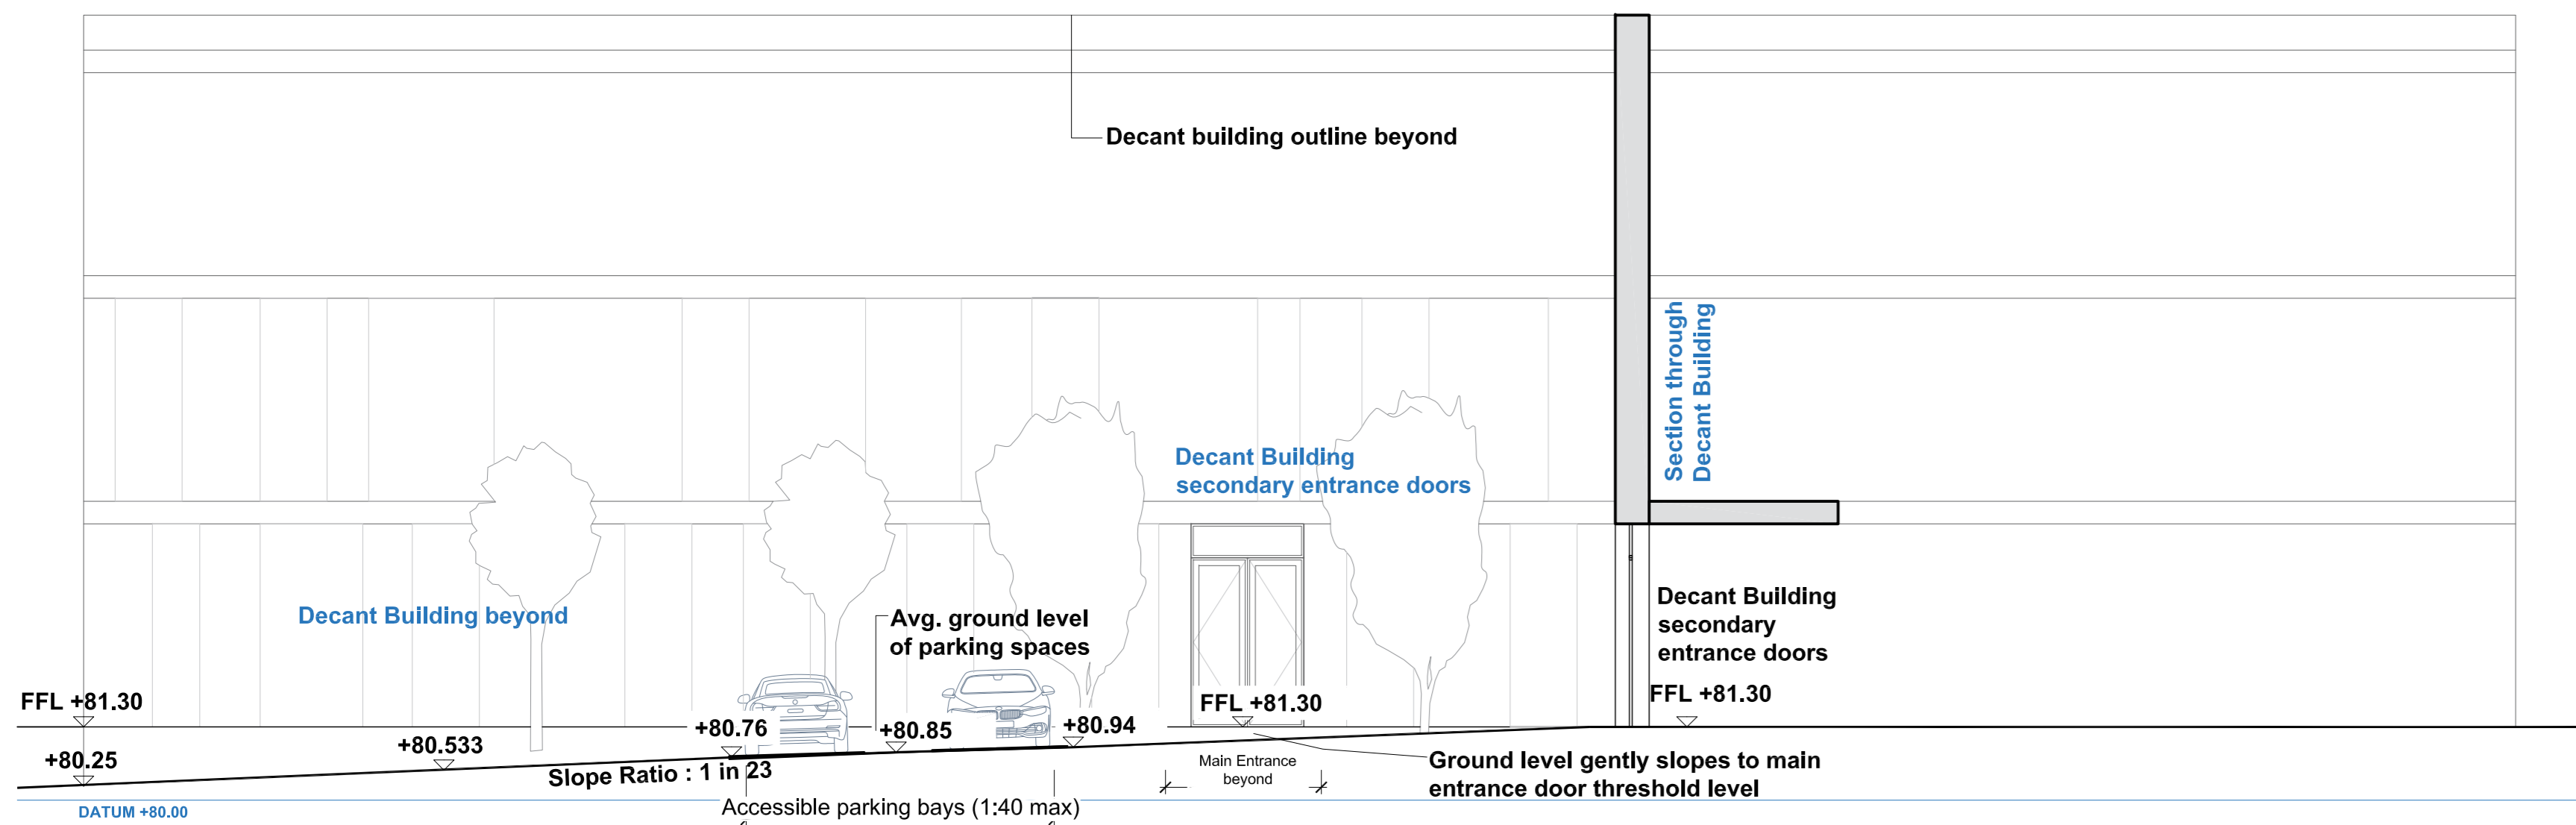 Decant building outline beyond
Section through
Decant Building
Decant Building
secondary entrance doors
Decant Building beyond
Avg. ground level
of parking spaces
Decant Building
secondary
entrance doors
FFL +81.30
FFL +81.30
FFL +81.30
+80.25
+80.533
+80.76
+80.85
+80.94
Slope Ratio : 1 in 23
Main Entrance
beyond
Ground level gently slopes to main
entrance door threshold level
Accessible parking bays (1:40 max)
DATUM +80.00